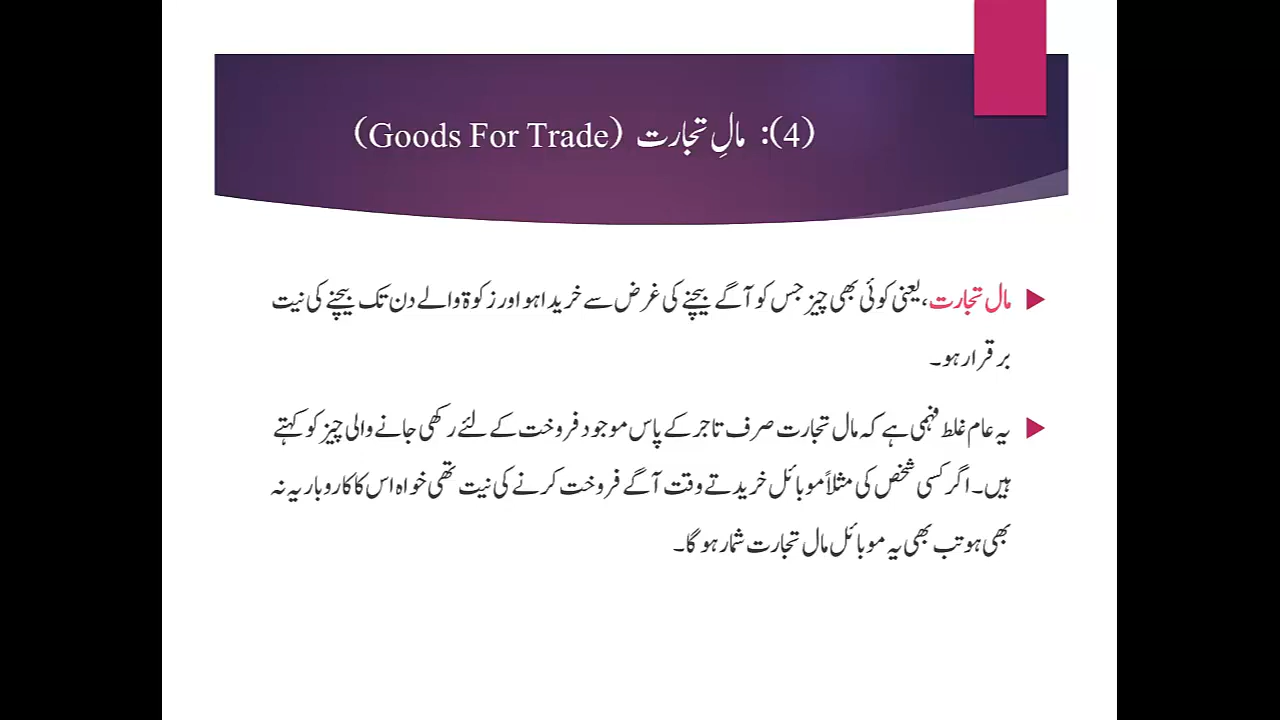 (4): مالِ تجارت (Goods For Trade)
مال تجارت، یعنی کوئی بھی چیز جس کو آگے بیچنے کی غرض سے خریدا ہو اور زکوۃ والے دن تک بیچنے کی نیت
برقرار ہو۔
یہ عام غلط فہمی ہے کہ مال تجارت صرف تاجر کے پاس موجود فروخت کے لئے رکھی جانے والی چیز کو کہتے
ہیں۔ اگر کسی شخص کی مثلاً موبائل خریدتے وقت آگے فروخت کرنے کی نیت تھی خواہ اس کا کاروبار یہ نہ
بھی ہو تب بھی یہ موبائل مال تجارت شمار ہو گا۔